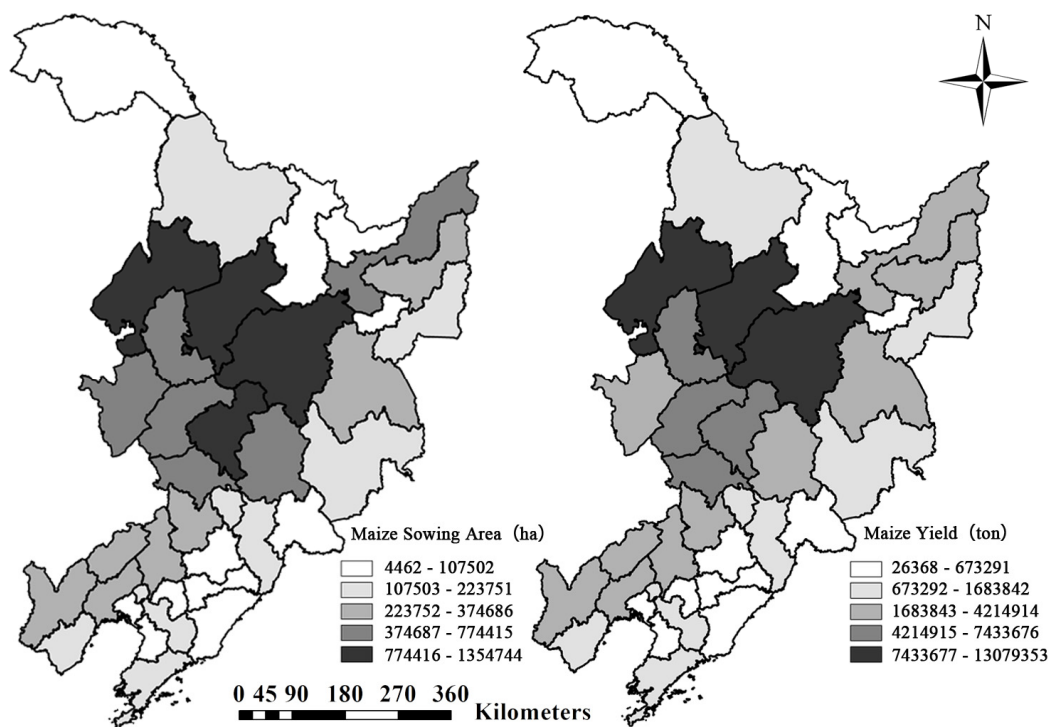 N
Maize Sowing Area (ha)
4462 - 107502
107503 - 223751
223752 - 374686
374687 - 774415
774416 - 1354744
Maize Yield (ton)
26368 - 673291
673292 - 1683842
1683843 - 4214914
4214915 - 7433676
7433677 - 13079353
0 45 90 180 270 360
Kilometers